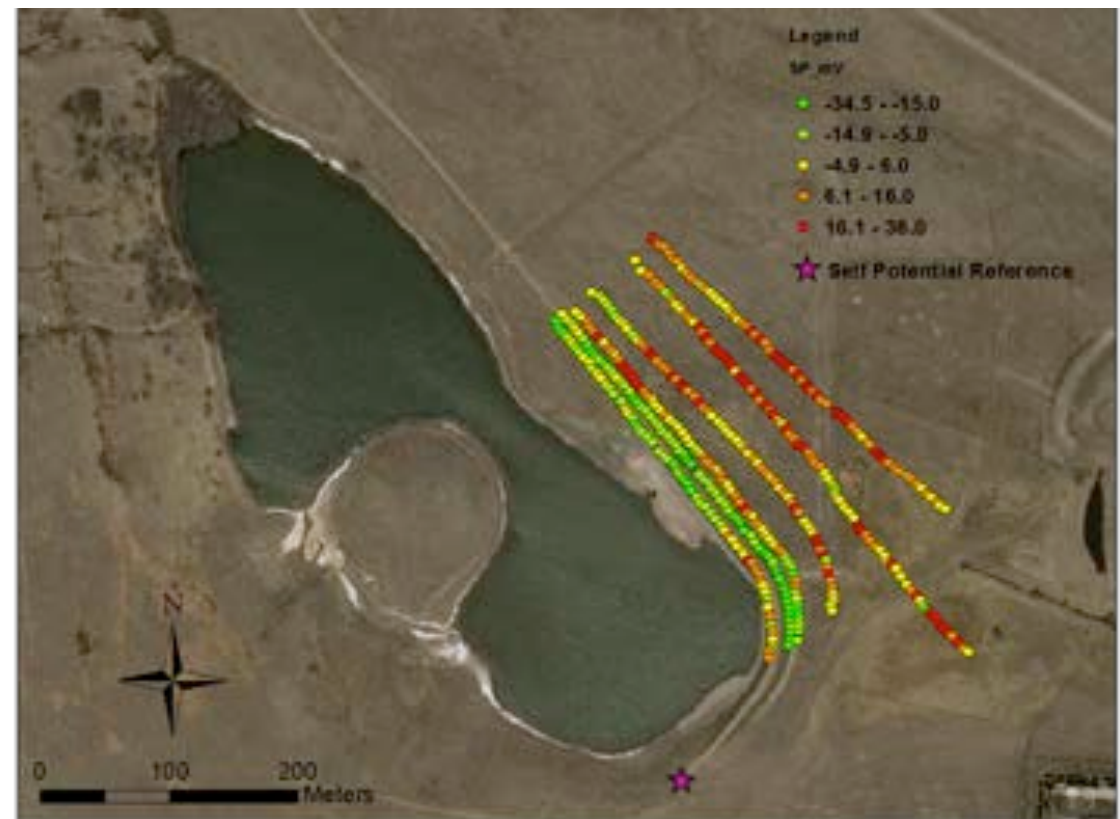 Legend
SP_mV
-34.5 - -15.0
-14.9 - -5.0
-4.9 - 6.0
6.1 - 16.0
16.1 - 38.0
Self Potential Reference
N
0 100 200
Meters